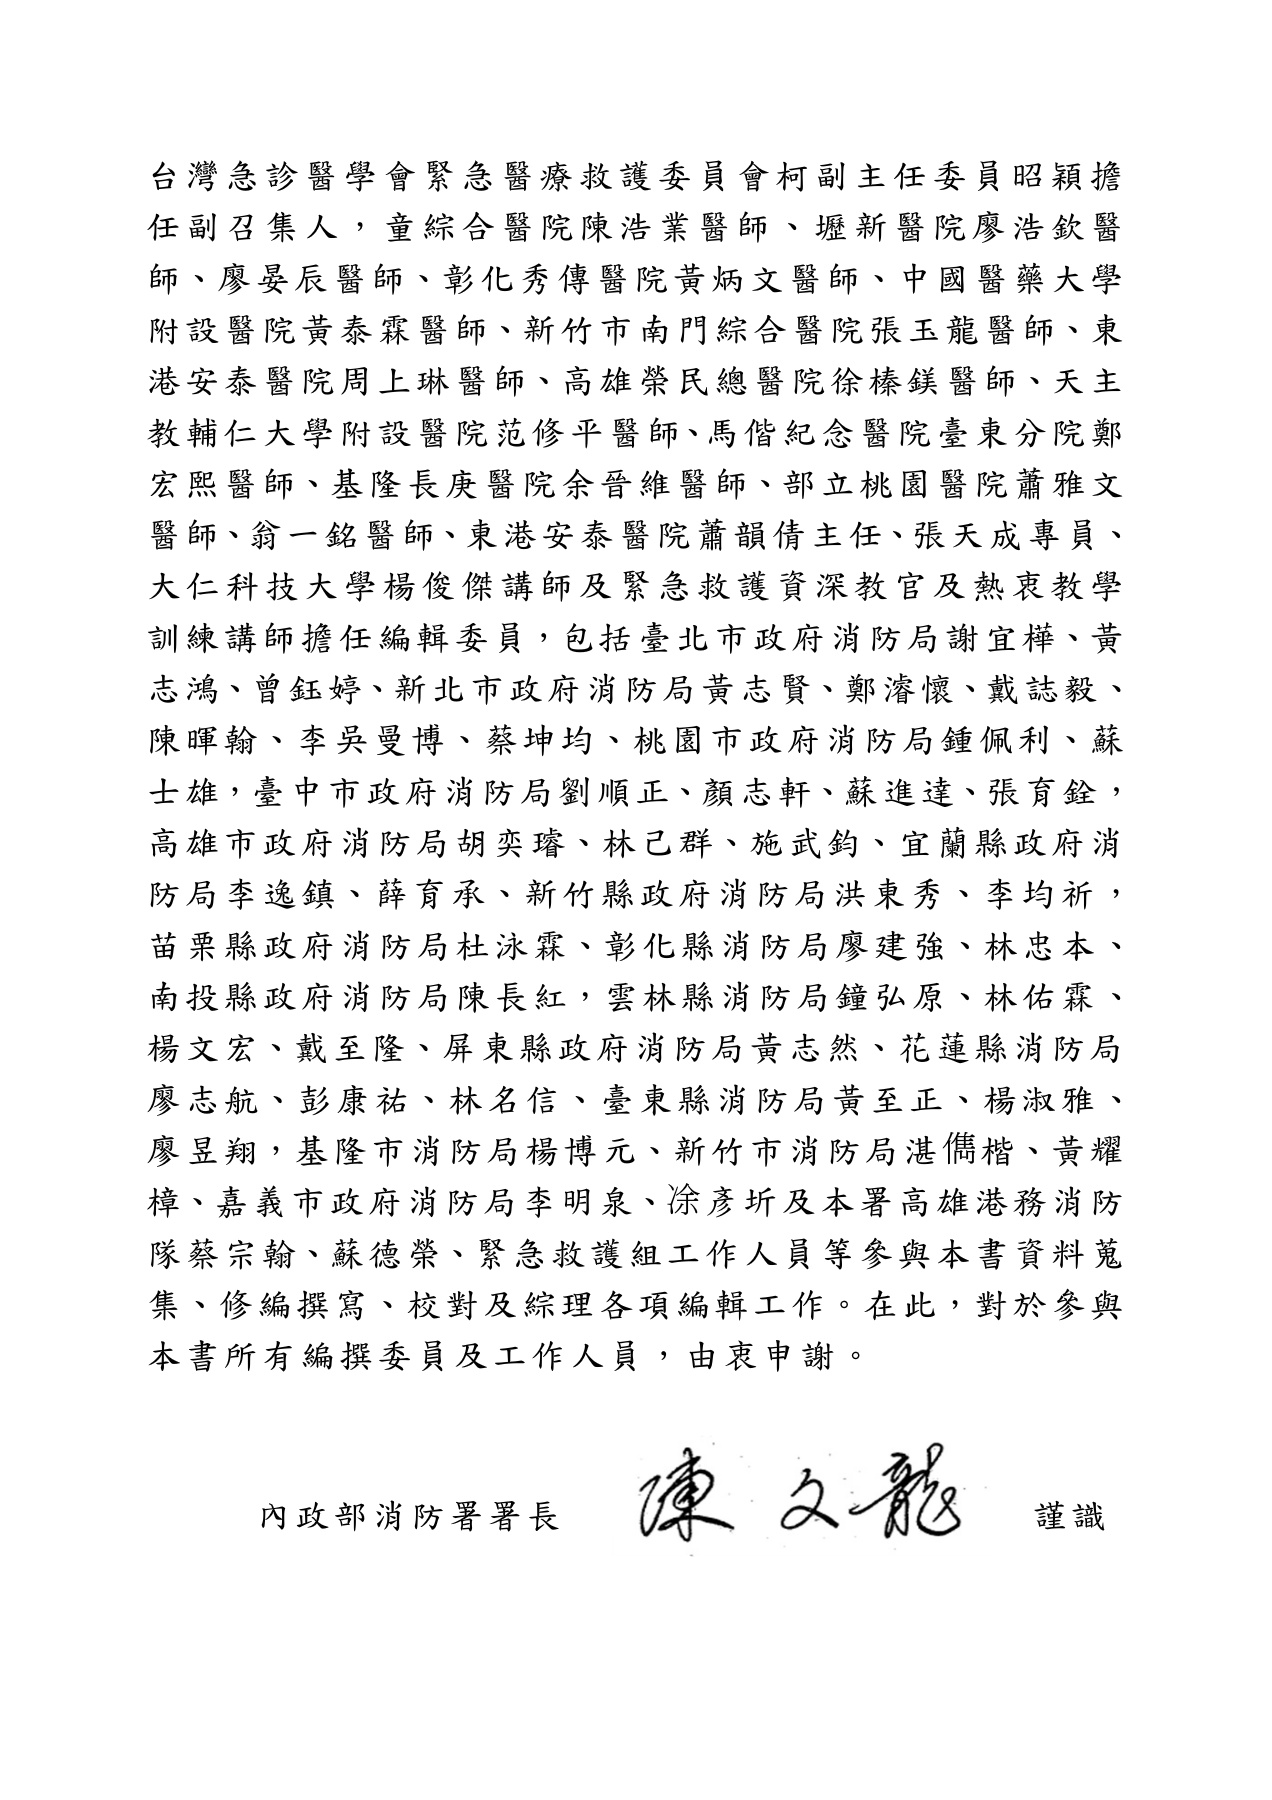 台灣急診醫學會緊急醫療救護委員會柯副主任委員昭穎擔
任副召集人，童綜合醫院陳浩業醫師、壢新醫院廖浩欽醫
師、廖晏辰醫師、彰化秀傳醫院黃炳文醫師、中國醫藥大學
附設醫院黃泰霖醫師、新竹市南門綜合醫院張玉龍醫師、東
港安泰醫院周上琳醫師、高雄榮民總醫院徐榛鎂醫師、天主
教輔仁大學附設醫院范修平醫師、馬偕紀念醫院臺東分院鄭
宏熙醫師、基隆長庚醫院余晉維醫師、部立桃園醫院蕭雅文
醫師、翁一銘醫師、東港安泰醫院蕭韻倩主任、張天成專員、
大仁科技大學楊俊傑講師及緊急救護資深教官及熱衷教學
訓練講師擔任編輯委員，包括臺北市政府消防局謝宜樺、黃
志鴻、曾鈺婷、新北市政府消防局黃志賢、鄭濬懷、戴誌毅、
陳暉翰、李吳曼博、蔡坤均、桃園市政府消防局鍾佩利、蘇
士雄，臺中市政府消防局劉順正、顏志軒、蘇進達、張育銓，
高雄市政府消防局胡奕璿、林己群、施武鈞、宜蘭縣政府消
防局李逸鎮、薛育承、新竹縣政府消防局洪東秀、李均祈，
苗栗縣政府消防局杜泳霖、彰化縣消防局廖建強、林忠本、
南投縣政府消防局陳長紅，雲林縣消防局鐘弘原、林佑霖、
楊文宏、戴至隆、屏東縣政府消防局黃志然、花蓮縣消防局
廖志航、彭康祐、林名信、臺東縣消防局黃至正、楊淑雅、
廖昱翔，基隆市消防局楊博元、新竹市消防局湛儁楷、黃耀
樟、嘉義市政府消防局李明泉、凃彥圻及本署高雄港務消防
隊蔡宗翰、蘇德榮、緊急救護組工作人員等參與本書資料蒐
集、修編撰寫、校對及綜理各項編輯工作。在此，對於參與
本書所有編撰委員及工作人員，由衷申謝。
內政部消防署署長 陳文龍 謹識